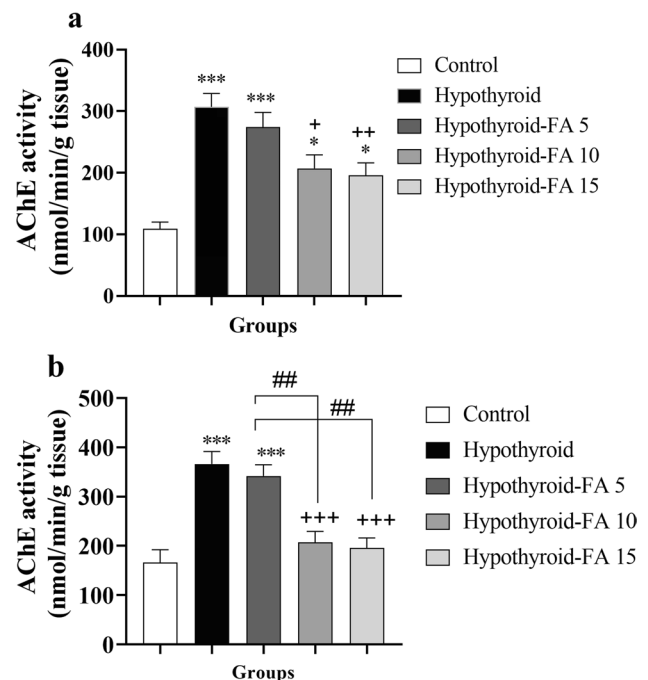 a
AChE activity
(nmol/min/g tissue)
400
300
200
100
0
***
***
+
*
++
*
Groups
Control
Hypothyroid
Hypothyroid-FA 5
Hypothyroid-FA 10
Hypothyroid-FA 15
b
AChE activity
(nmol/min/g tissue)
500
400
300
200
100
0
##
##
***
***
+++
+++
Groups
Control
Hypothyroid
Hypothyroid-FA 5
Hypothyroid-FA 10
Hypothyroid-FA 15